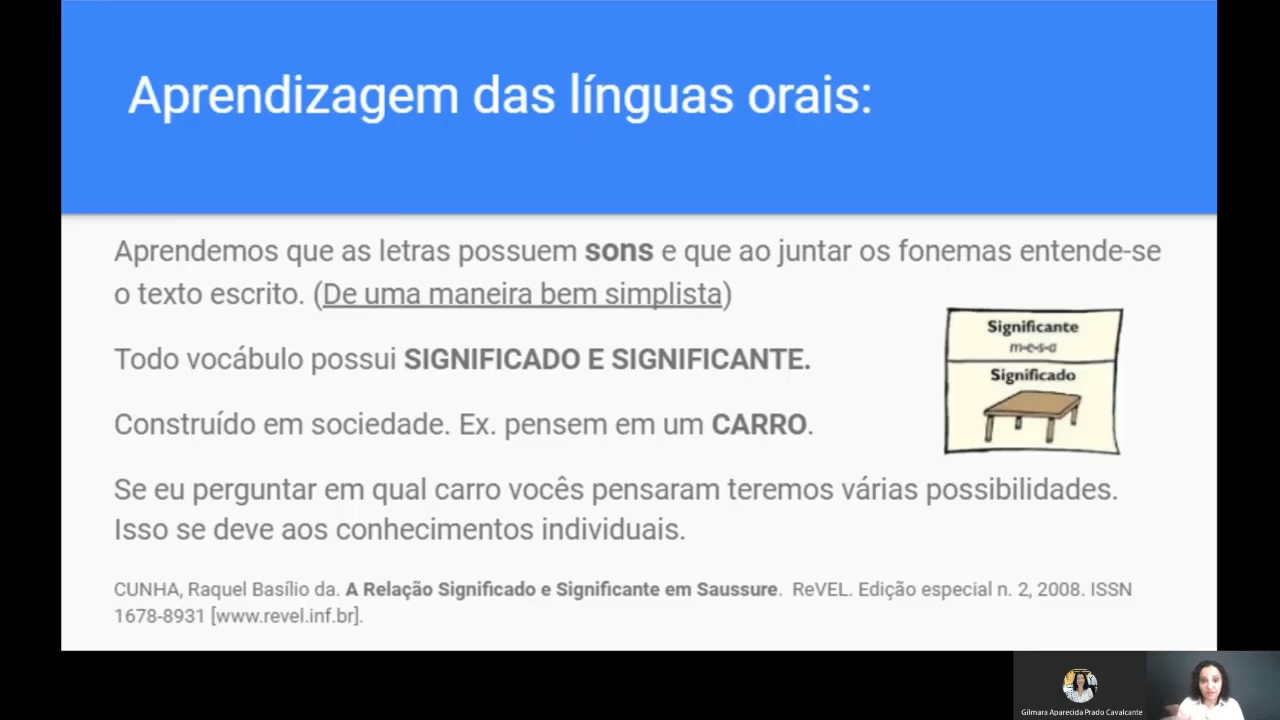 Aprendizagem das línguas orais:
Aprendemos que as letras possuem sons e que ao juntar os fonemas entende-se
o texto escrito. (De uma maneira bem simplista)
Todo vocábulo possui SIGNIFICADO E SIGNIFICANTE.
Construído em sociedade. Ex. pensem em um CARRO.
Significante
m-e-s-a
Significado
Se eu perguntar em qual carro vocês pensaram teremos várias possibilidades.
Isso se deve aos conhecimentos individuais.
CUNHA, Raquel Basílio da. A Relação Significado e Significante em Saussure. ReVEL. Edição especial n. 2, 2008. ISSN
1678-8931 [www.revel.inf.br].
Gilmara Aparecida Prado Cavalcante